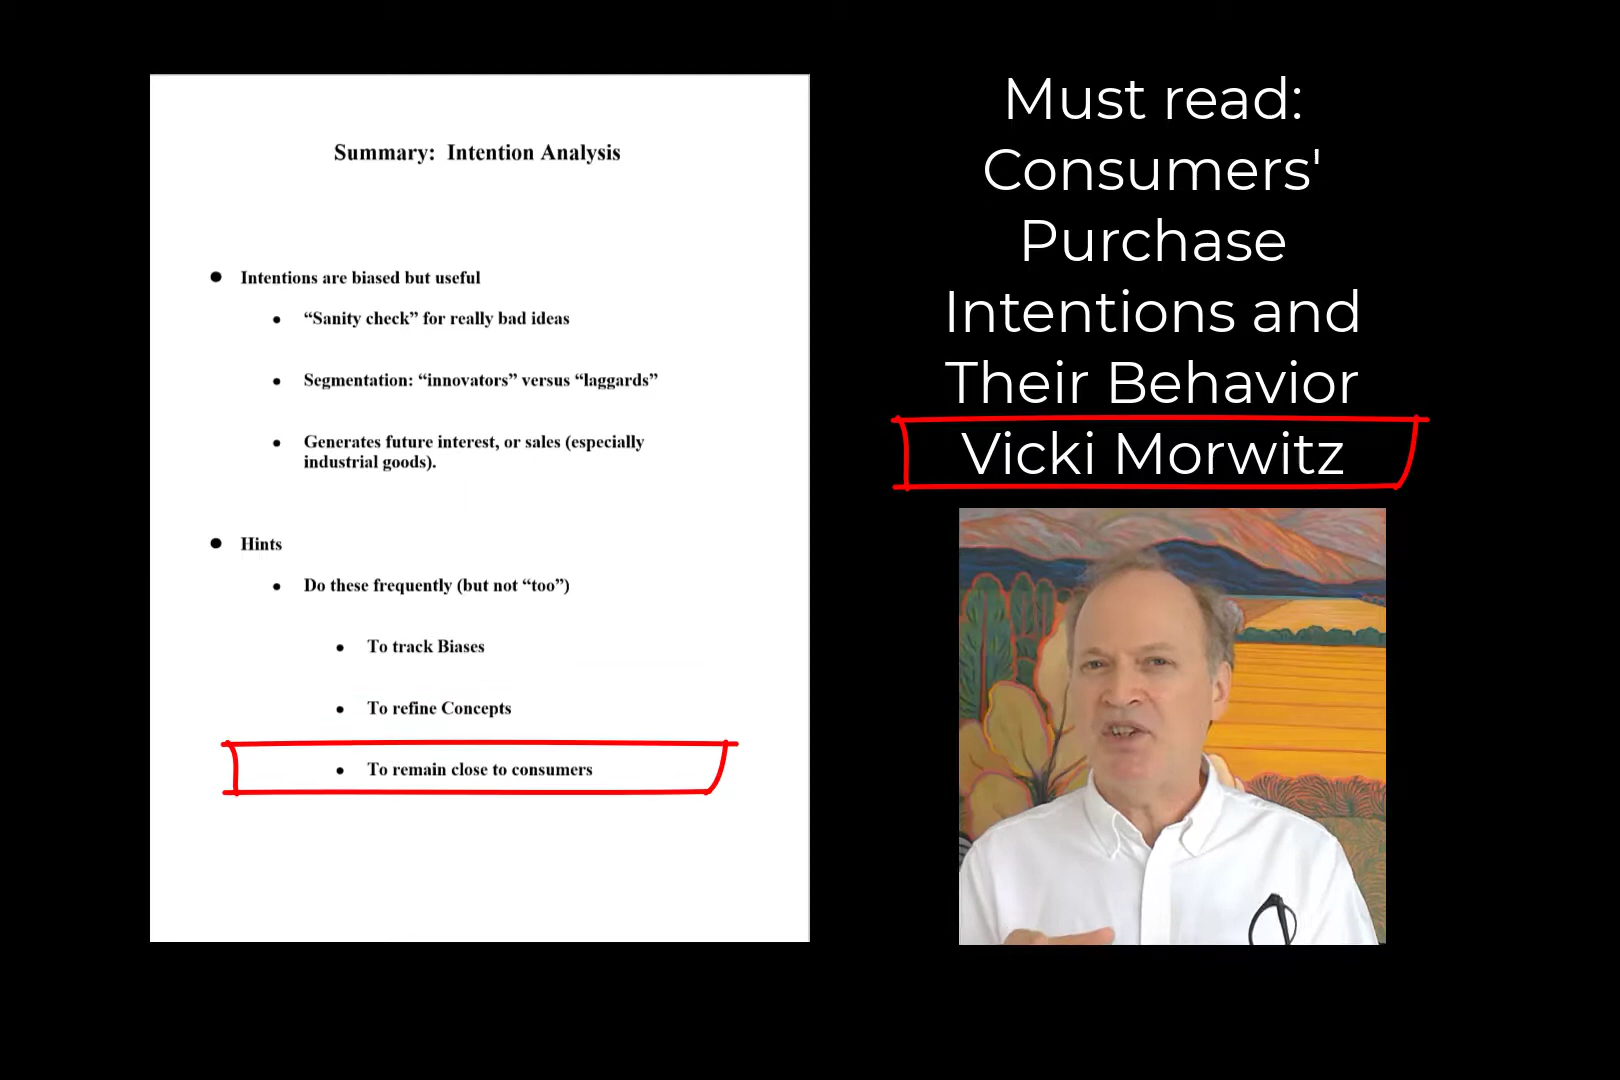 Summary: Intention Analysis
Intentions are biased but useful
“Sanity check” for really bad ideas
Segmentation: “innovators” versus “laggards”
Generates future interest, or sales (especially
industrial goods).
Hints
Do these frequently (but not “too”)
To track Biases
To refine Concepts
To remain close to consumers
Must read:
Consumers'
Purchase
Intentions and
Their Behavior
Vicki Morwitz